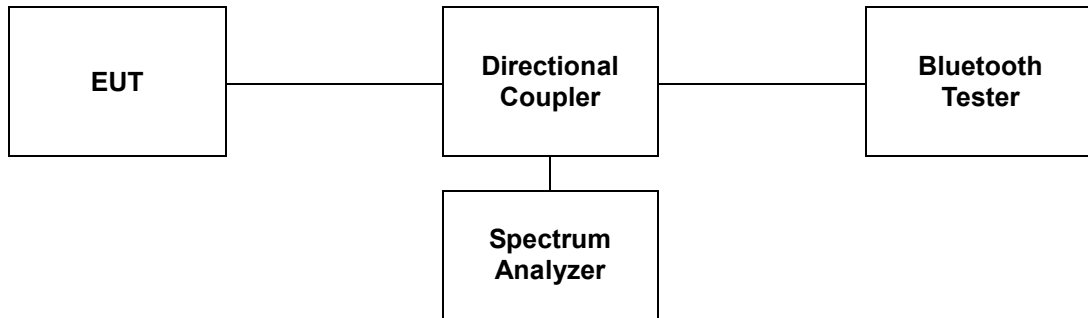 EUT
Directional
Coupler
Bluetooth
Tester
Spectrum
Analyzer